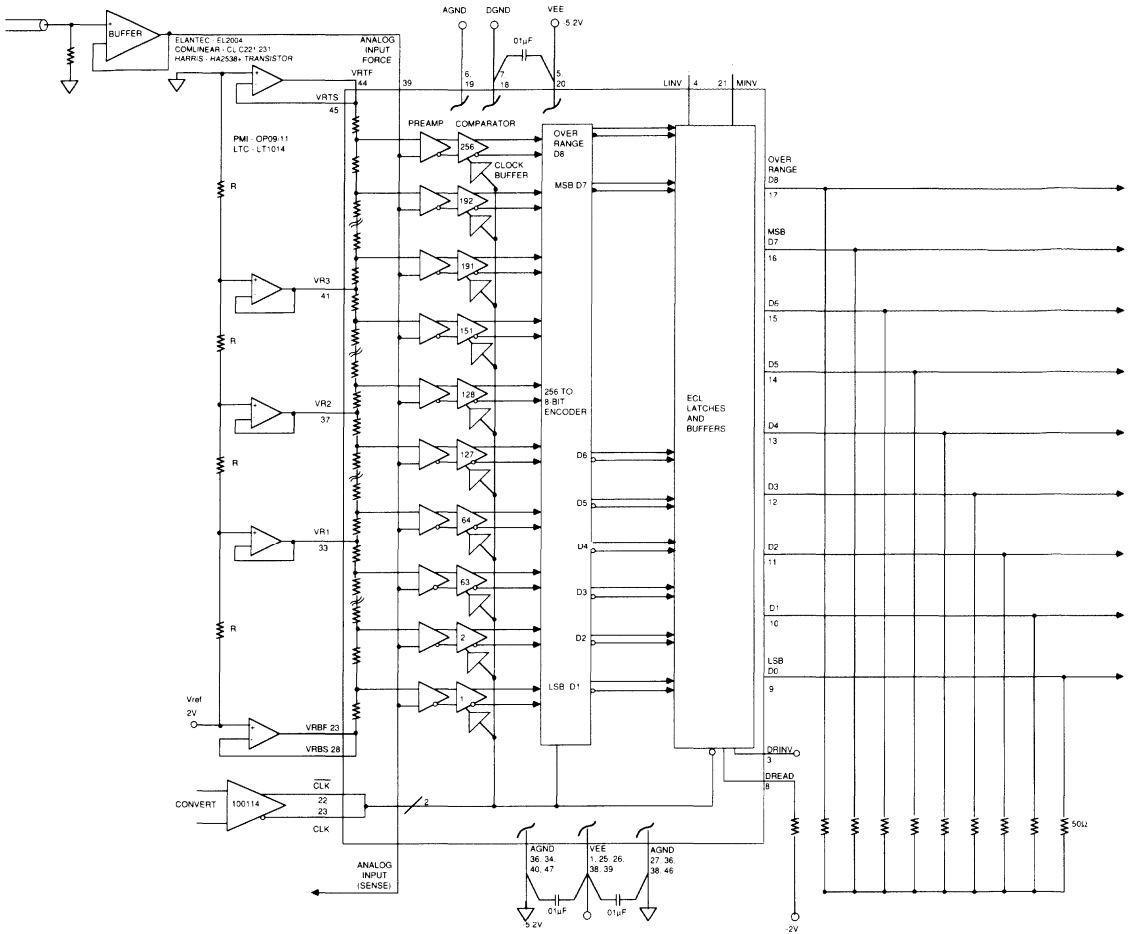 AGND
DGND
VEE
-5.2V
BUFFER
ELANTEC - EL2004
COMLINEAR - CLC221 231
HARRIS - HA2538+ TRANSISTOR
ANALOG
INPUT
FORCE
VRTF
44
39
.01µF
6.
19
7.
18
5.
20
LINV
4
21
MINV
VRTS
45
PMI - OP09-11
LTC - LT1014
PREAMP
COMPARATOR
256
CLOCK
BUFFER
192
191
151
128
127
64
63
2
1
OVER
RANGE
D8
MSB D7
256 TO
8-BIT
ENCODER
D6
D5
D4
D3
D2
LSB D1
ECL
LATCHES
AND
BUFFERS
OVER
RANGE
D8
17
MSB
D7
16
D6
15
D5
14
D4
13
D3
12
D2
11
D1
10
LSB
D0
9
DRINV
3
DREAD
8
50Ω
-2V
R
VR3
41
R
VR2
37
R
VR1
33
R
Vref
2V
VRBF 23
VRBS 28
CONVERT
100114
CLK
22
23
CLK
2
ANALOG
INPUT
(SENSE)
AGND
36. 34.
40. 47
VEE
1. 25. 26.
38. 39
AGND
27. 36.
38. 46
.01µF
.01µF
-5.2V